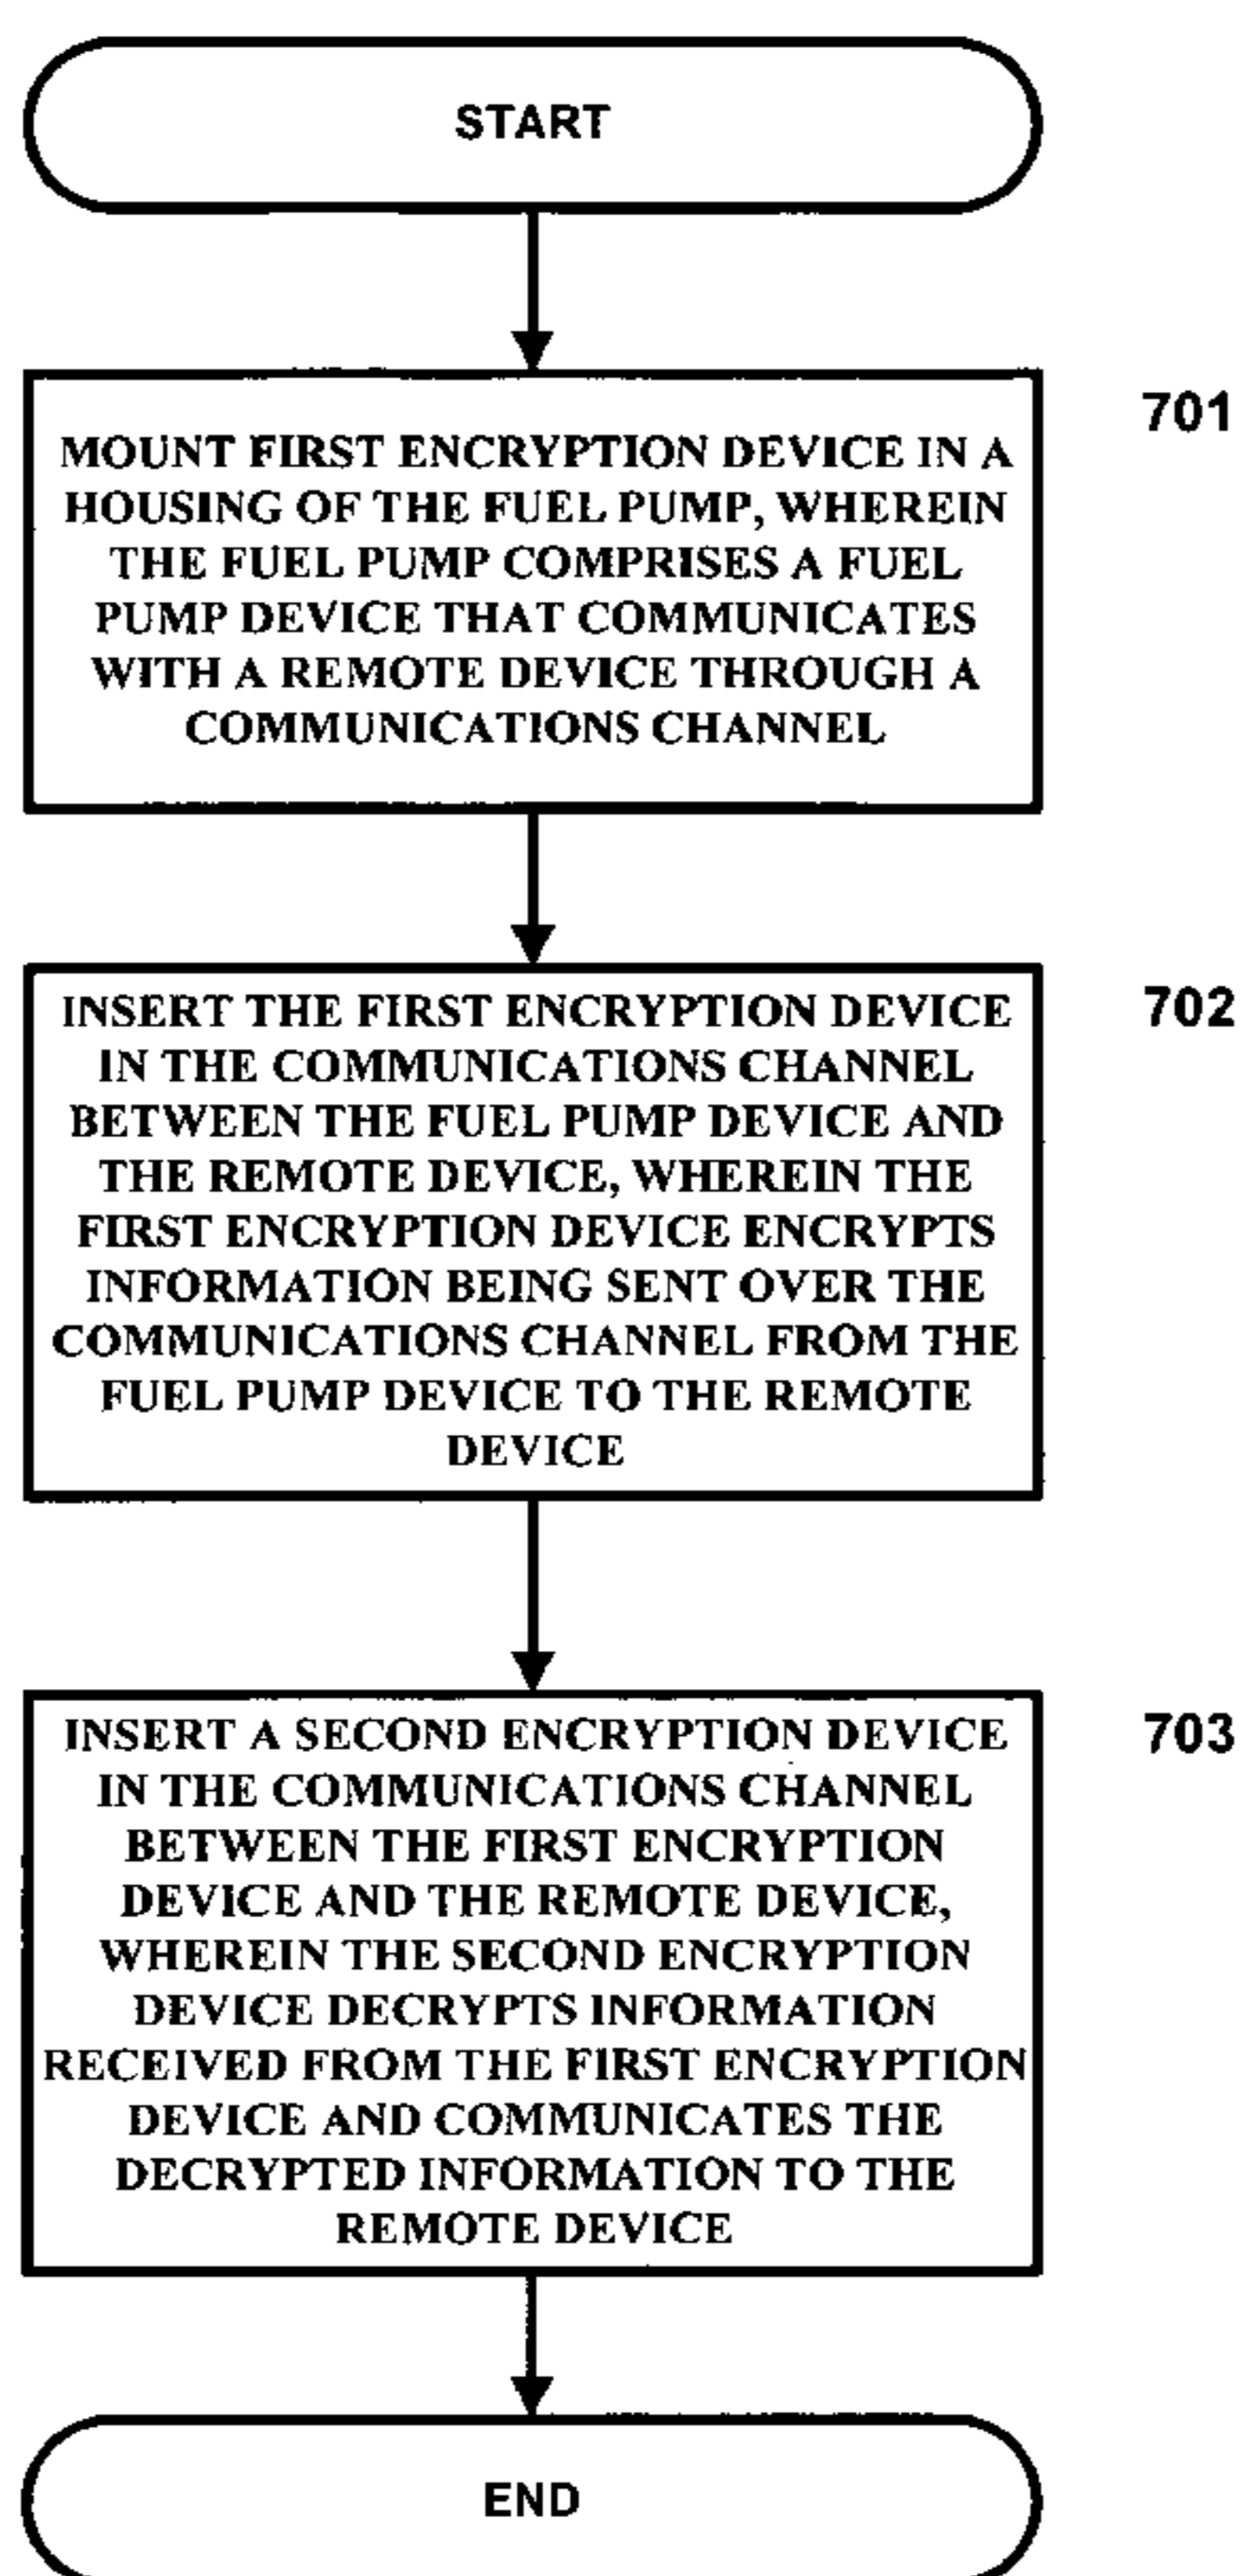 START
701
MOUNT FIRST ENCRYPTION DEVICE IN A
HOUSING OF THE FUEL PUMP, WHEREIN
THE FUEL PUMP COMPRISES A FUEL
PUMP DEVICE THAT COMMUNICATES
WITH A REMOTE DEVICE THROUGH A
COMMUNICATIONS CHANNEL
702
INSERT THE FIRST ENCRYPTION DEVICE
IN THE COMMUNICATIONS CHANNEL
BETWEEN THE FUEL PUMP DEVICE AND
THE REMOTE DEVICE, WHEREIN THE
FIRST ENCRYPTION DEVICE ENCRYPTS
INFORMATION BEING SENT OVER THE
COMMUNICATIONS CHANNEL FROM THE
FUEL PUMP DEVICE TO THE REMOTE
DEVICE
703
INSERT A SECOND ENCRYPTION DEVICE
IN THE COMMUNICATIONS CHANNEL
BETWEEN THE FIRST ENCRYPTION
DEVICE AND THE REMOTE DEVICE,
WHEREIN THE SECOND ENCRYPTION
DEVICE DECRYPTS INFORMATION
RECEIVED FROM THE FIRST ENCRYPTION
DEVICE AND COMMUNICATES THE
DECRYPTED INFORMATION TO THE
REMOTE DEVICE
END